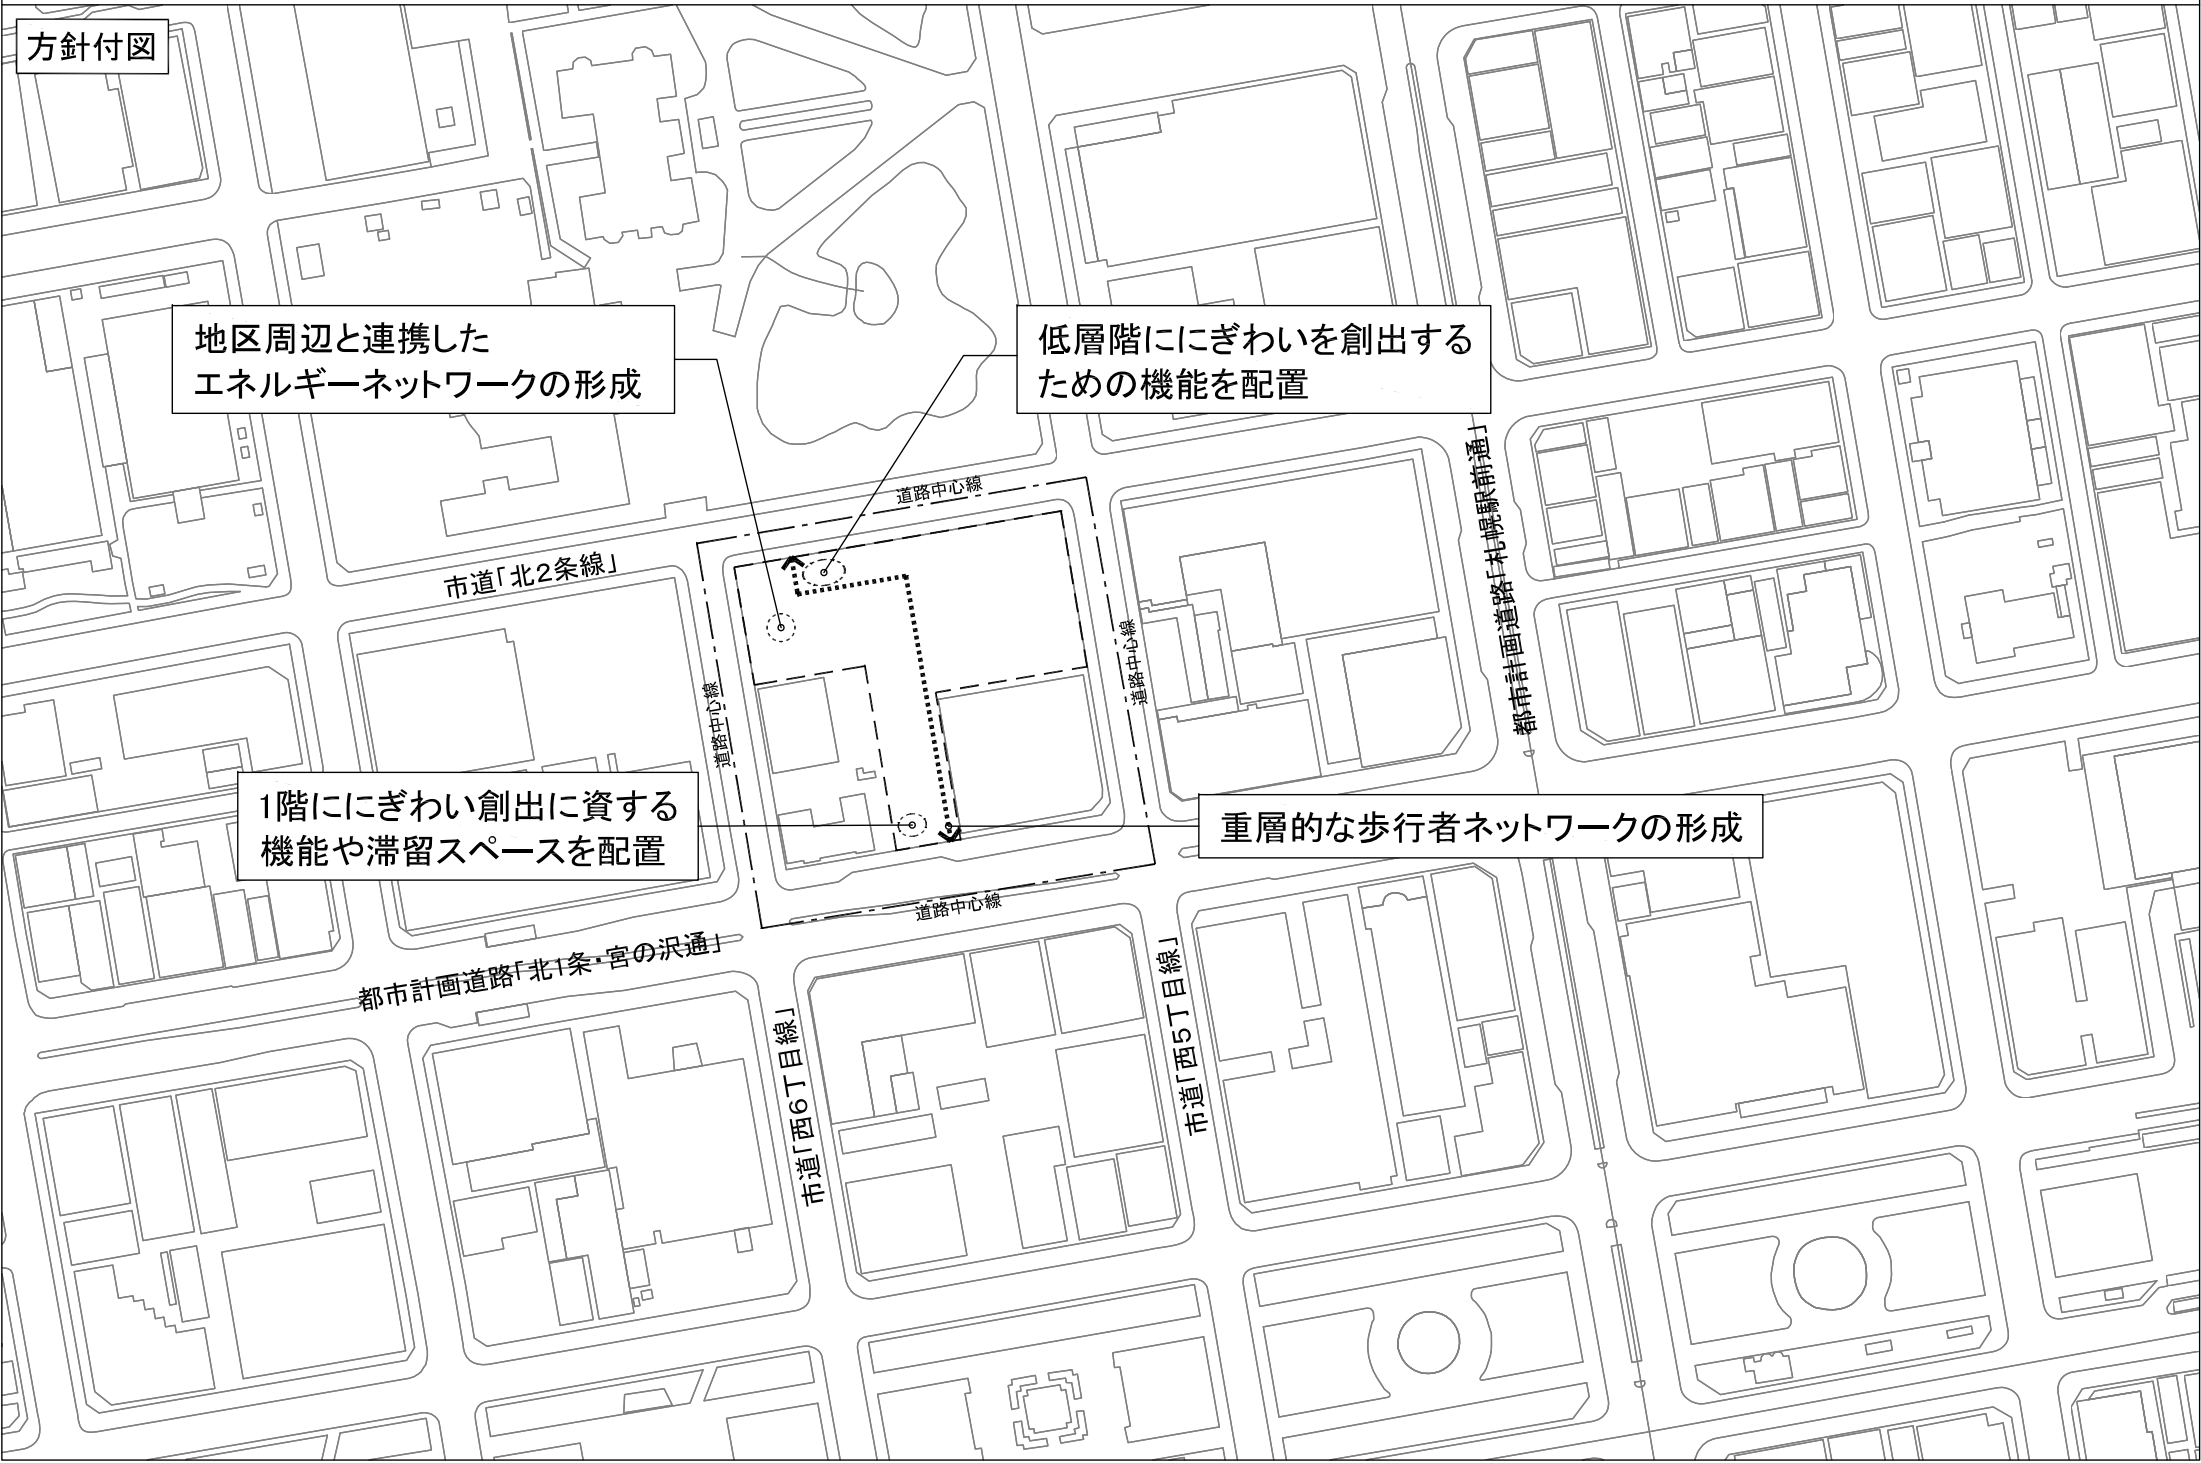 方針付図
地区周辺と連携した
エネルギーネットワークの形成
低層階ににぎわいを創出する
ための機能を配置
道路中心線
市道「北2条線」
都市計画道路「札幌駅前通」
道路中心線
道路中心線
1階ににぎわい創出に資する
機能や滞留スペースを配置
重層的な歩行者ネットワークの形成
道路中心線
都市計画道路「北1条・宮の沢通」
市道「西6丁目線」
市道「西5丁目線」